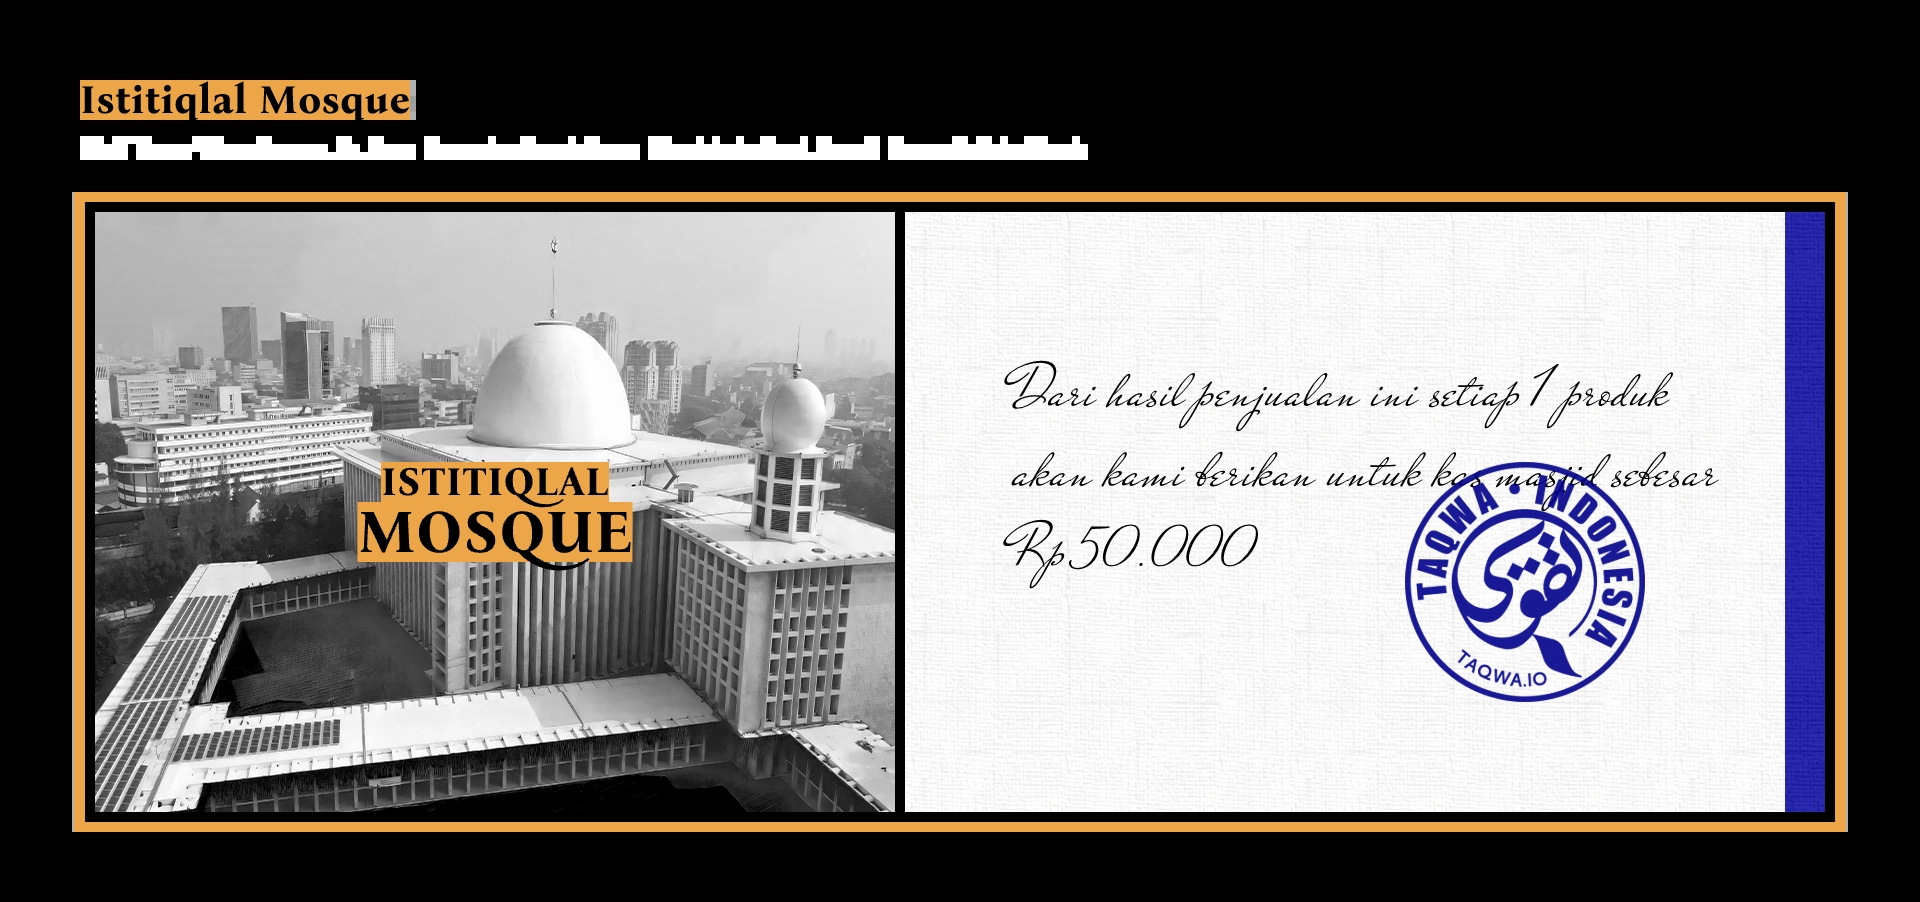 Istitiqlal Mosque
ISTITIQLAL
MOSQUE
Dari hasil penjualan ini setiap 1 produk
akan kami berikan untuk kas masjid sebesar
Rp50.000
TAQWA • INDONESIA
تقوى
TAQWA.IO